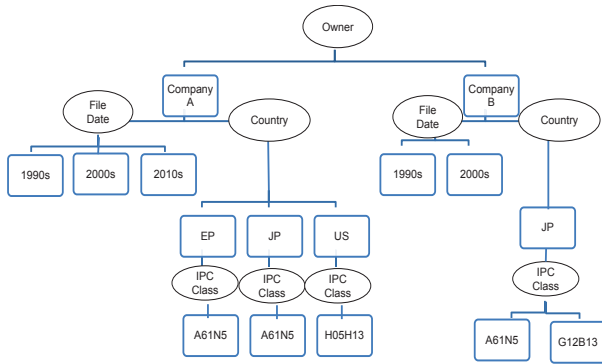 Owner
Company
A
Company
B
File
Date
Country
File
Date
Country
1990s
2000s
2010s
1990s
2000s
EP
JP
US
JP
IPC
Class
IPC
Class
IPC
Class
IPC
Class
A61N5
A61N5
H05H13
A61N5
G12B13